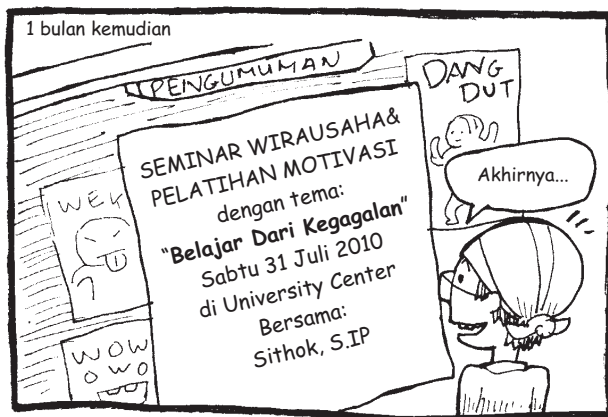 1 bulan kemudian
PENGUMUMAN
DANG
DUT
SEMINAR WIRAUSAHA&
PELATIHAN MOTIVASI
dengan tema:
"Belajar Dari Kegagalan"
Sabtu 31 Juli 2010
di University Center
Bersama:
Sithok, S.IP
Akhirnya...
WEK
WOW
OWO